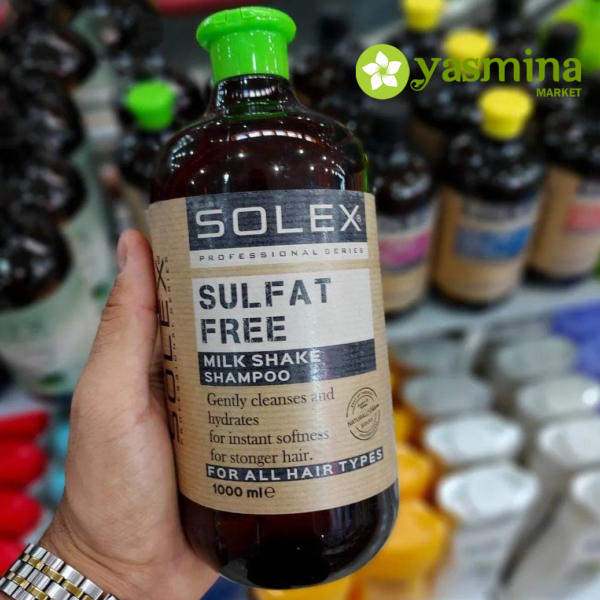 yasmina
MARKET
SOLEX
PROFESSIONAL SERIES
SULFAT
FREE
MILK SHAKE
SHAMPOO
Gently cleanses and
hydrates
for instant softness
for stonger hair.
FOR ALL HAIR TYPES
1000 ml e
SOLEX